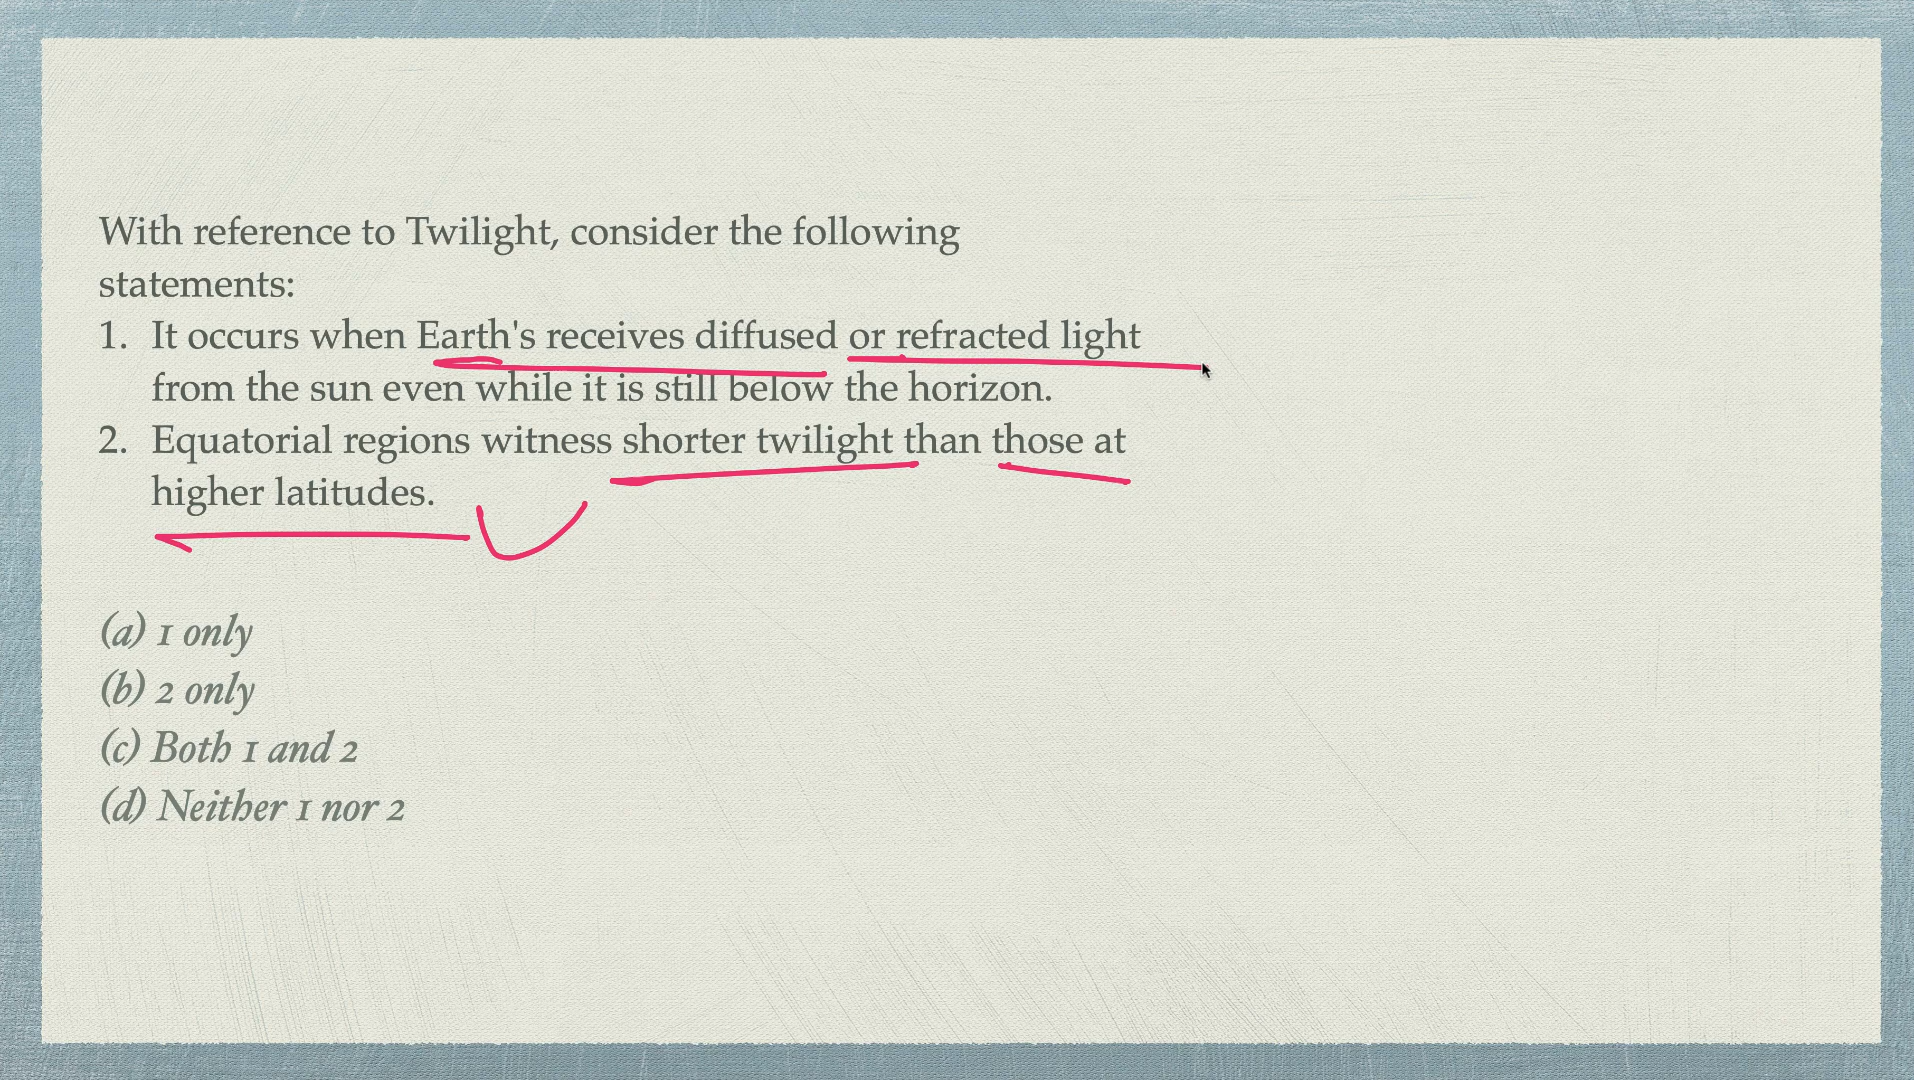 With reference to Twilight, consider the following
statements:
1. It occurs when Earth's receives diffused or refracted light
from the sun even while it is still below the horizon.
2. Equatorial regions witness shorter twilight than those at
higher latitudes.
(a) 1 only
(b) 2 only
(c) Both 1 and 2
(d) Neither 1 nor 2